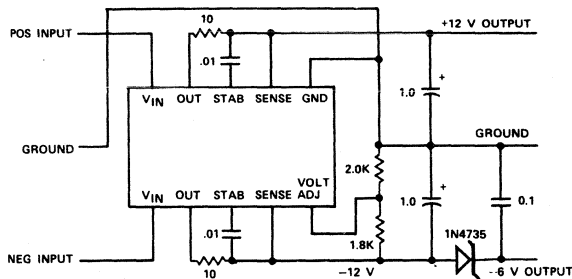 10
+12 V OUTPUT
POS INPUT
.01
1.0
+
VIN
OUT
STAB
SENSE
GND
GROUND
GROUND
2.0K
VIN
OUT
STAB
SENSE
VOLT
ADJ
1.0
+
0.1
.01
1.8K
1N4735
NEG INPUT
10
–12 V
--6 V OUTPUT